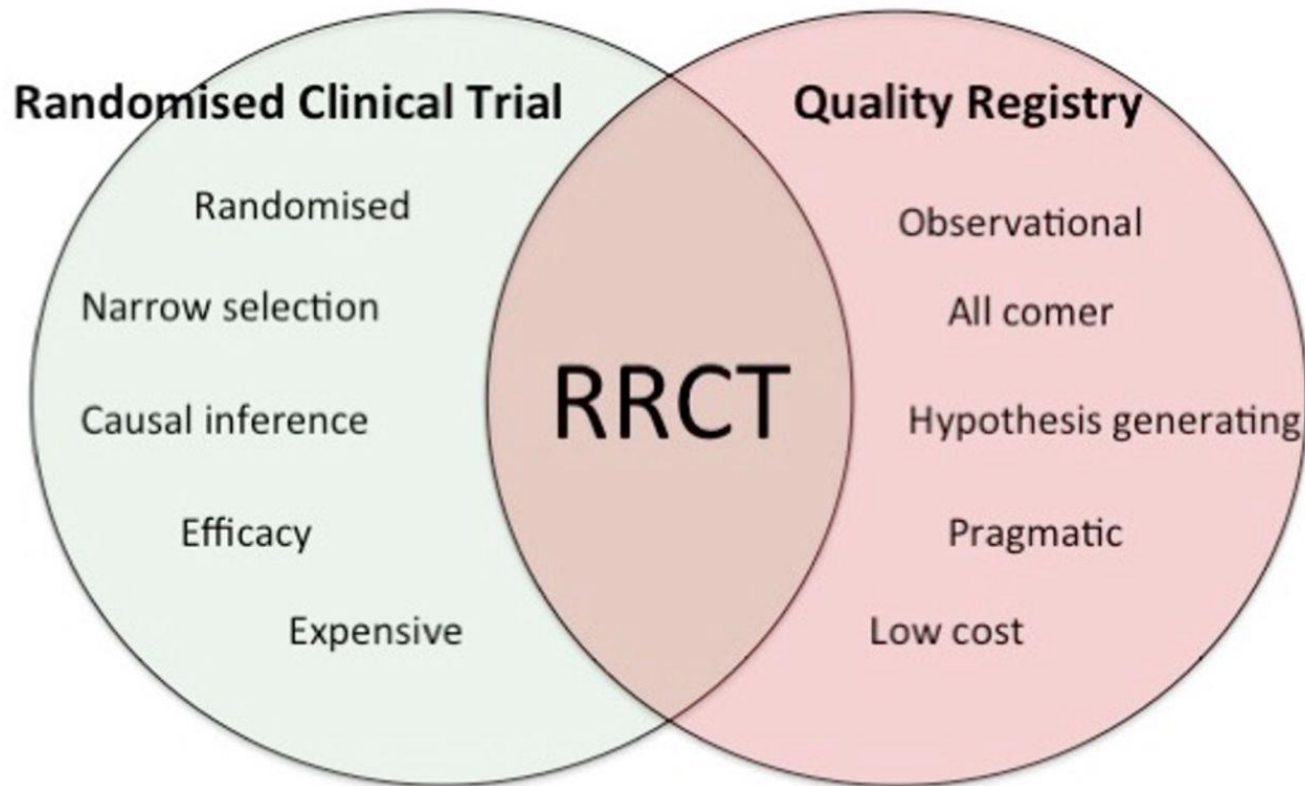 Randomised Clinical Trial
Randomised
Narrow selection
Causal inference
Efficacy
Expensive
RRCT
Quality Registry
Observational
All comer
Hypothesis generating
Pragmatic
Low cost